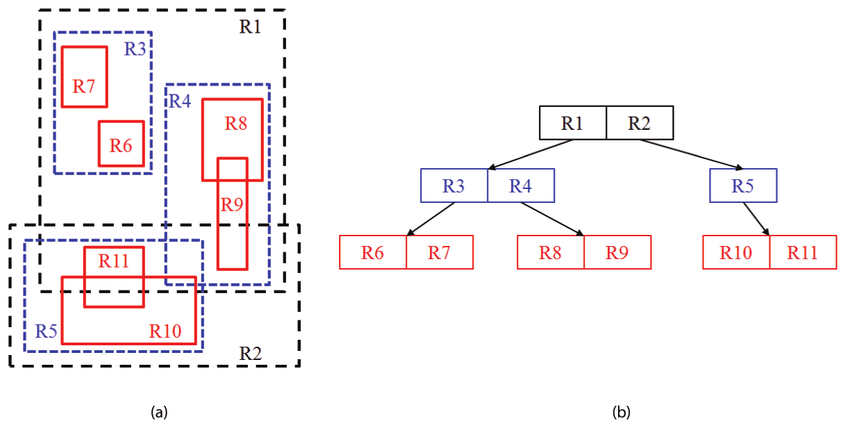 R1
R3
R7
R4
R8
R6
R9
R11
R5
R10
R2
(a)
R1 R2
R3 R4 R5
R6 R7 R8 R9 R10 R11
(b)